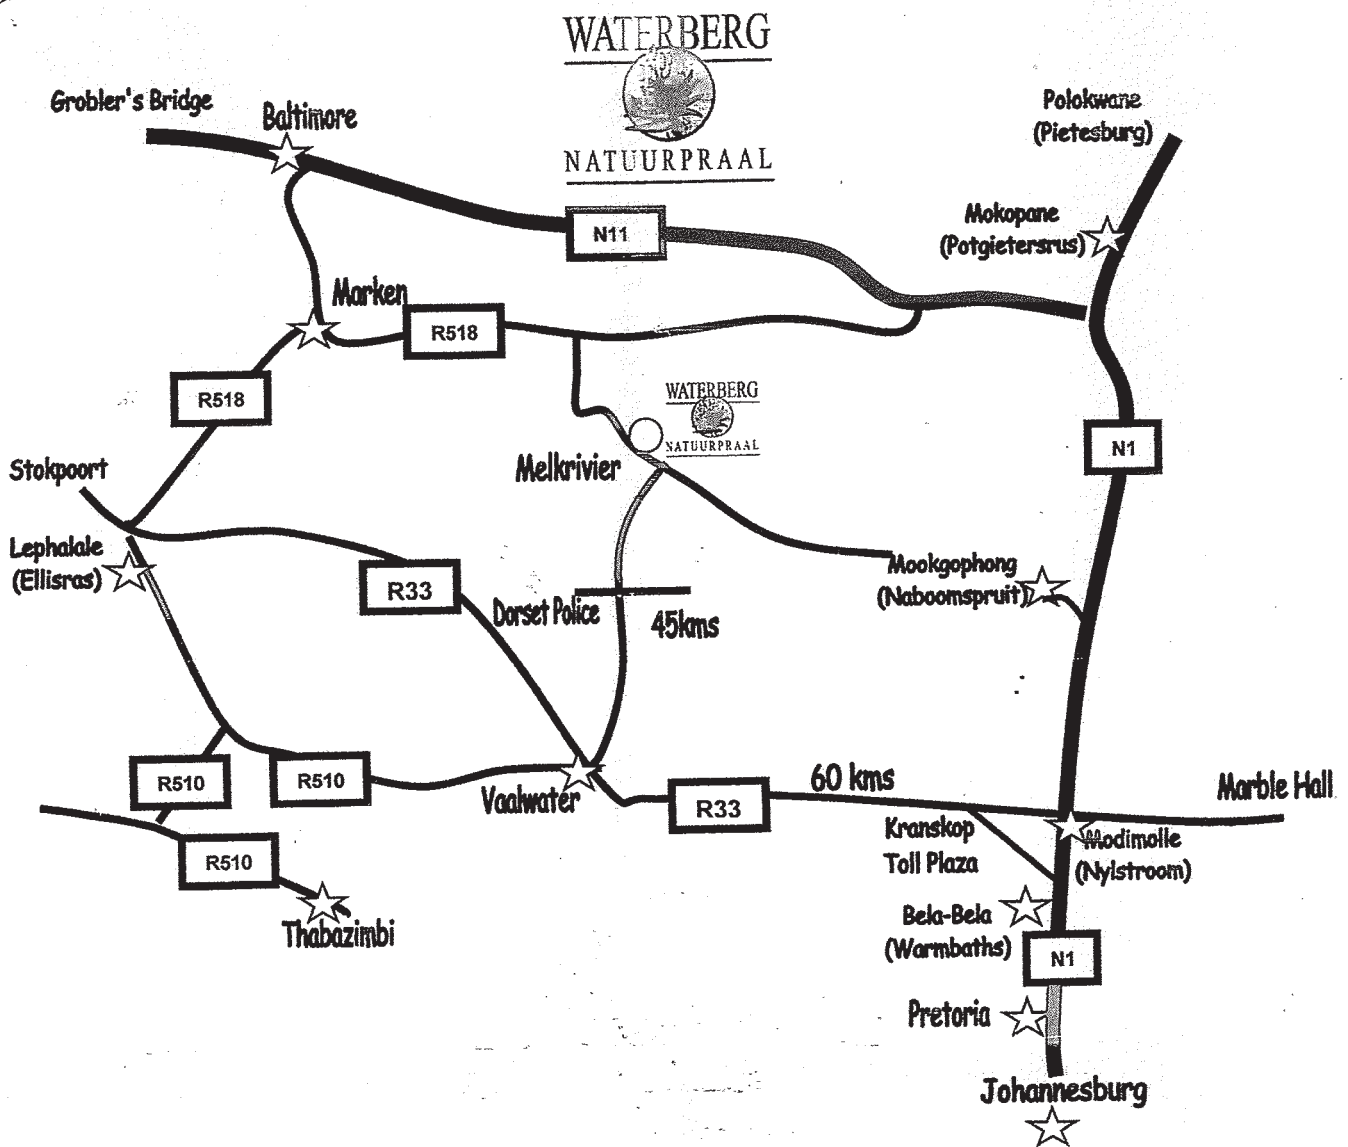 WATERBERG
NATUURPRAAL
Grobler's Bridge
Baltimore
Polokwane
(Pietesburg)
Mokopane
(Potgietersrus)
N11
Marken
R518
R518
WATERBERG
NATUURPRAAL
N1
Stokpoort
Melkrivier
Lephalale
(Ellisras)
R33
Mookgophong
(Naboomspruit)
Dorset Police
45kms
R510
R510
Vaalwater
R33
60 kms
Marble Hall
Kranskop
Toll Plaza
Modimolle
(Nylstroom)
R510
Thabazimbi
Bela-Bela
(Warmbaths)
N1
Pretoria
Johannesburg